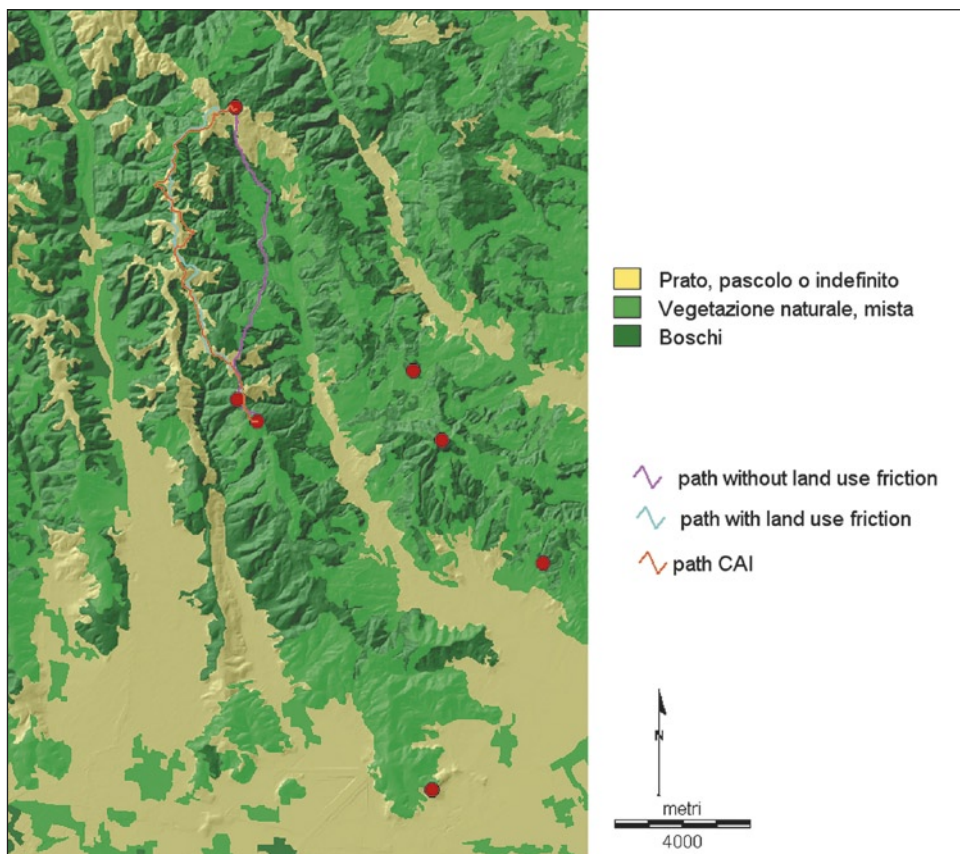 Prato, pascolo o indefinito
Vegetazione naturale, mista
Boschi
path without land use friction
path with land use friction
path CAI
N
metri
4000